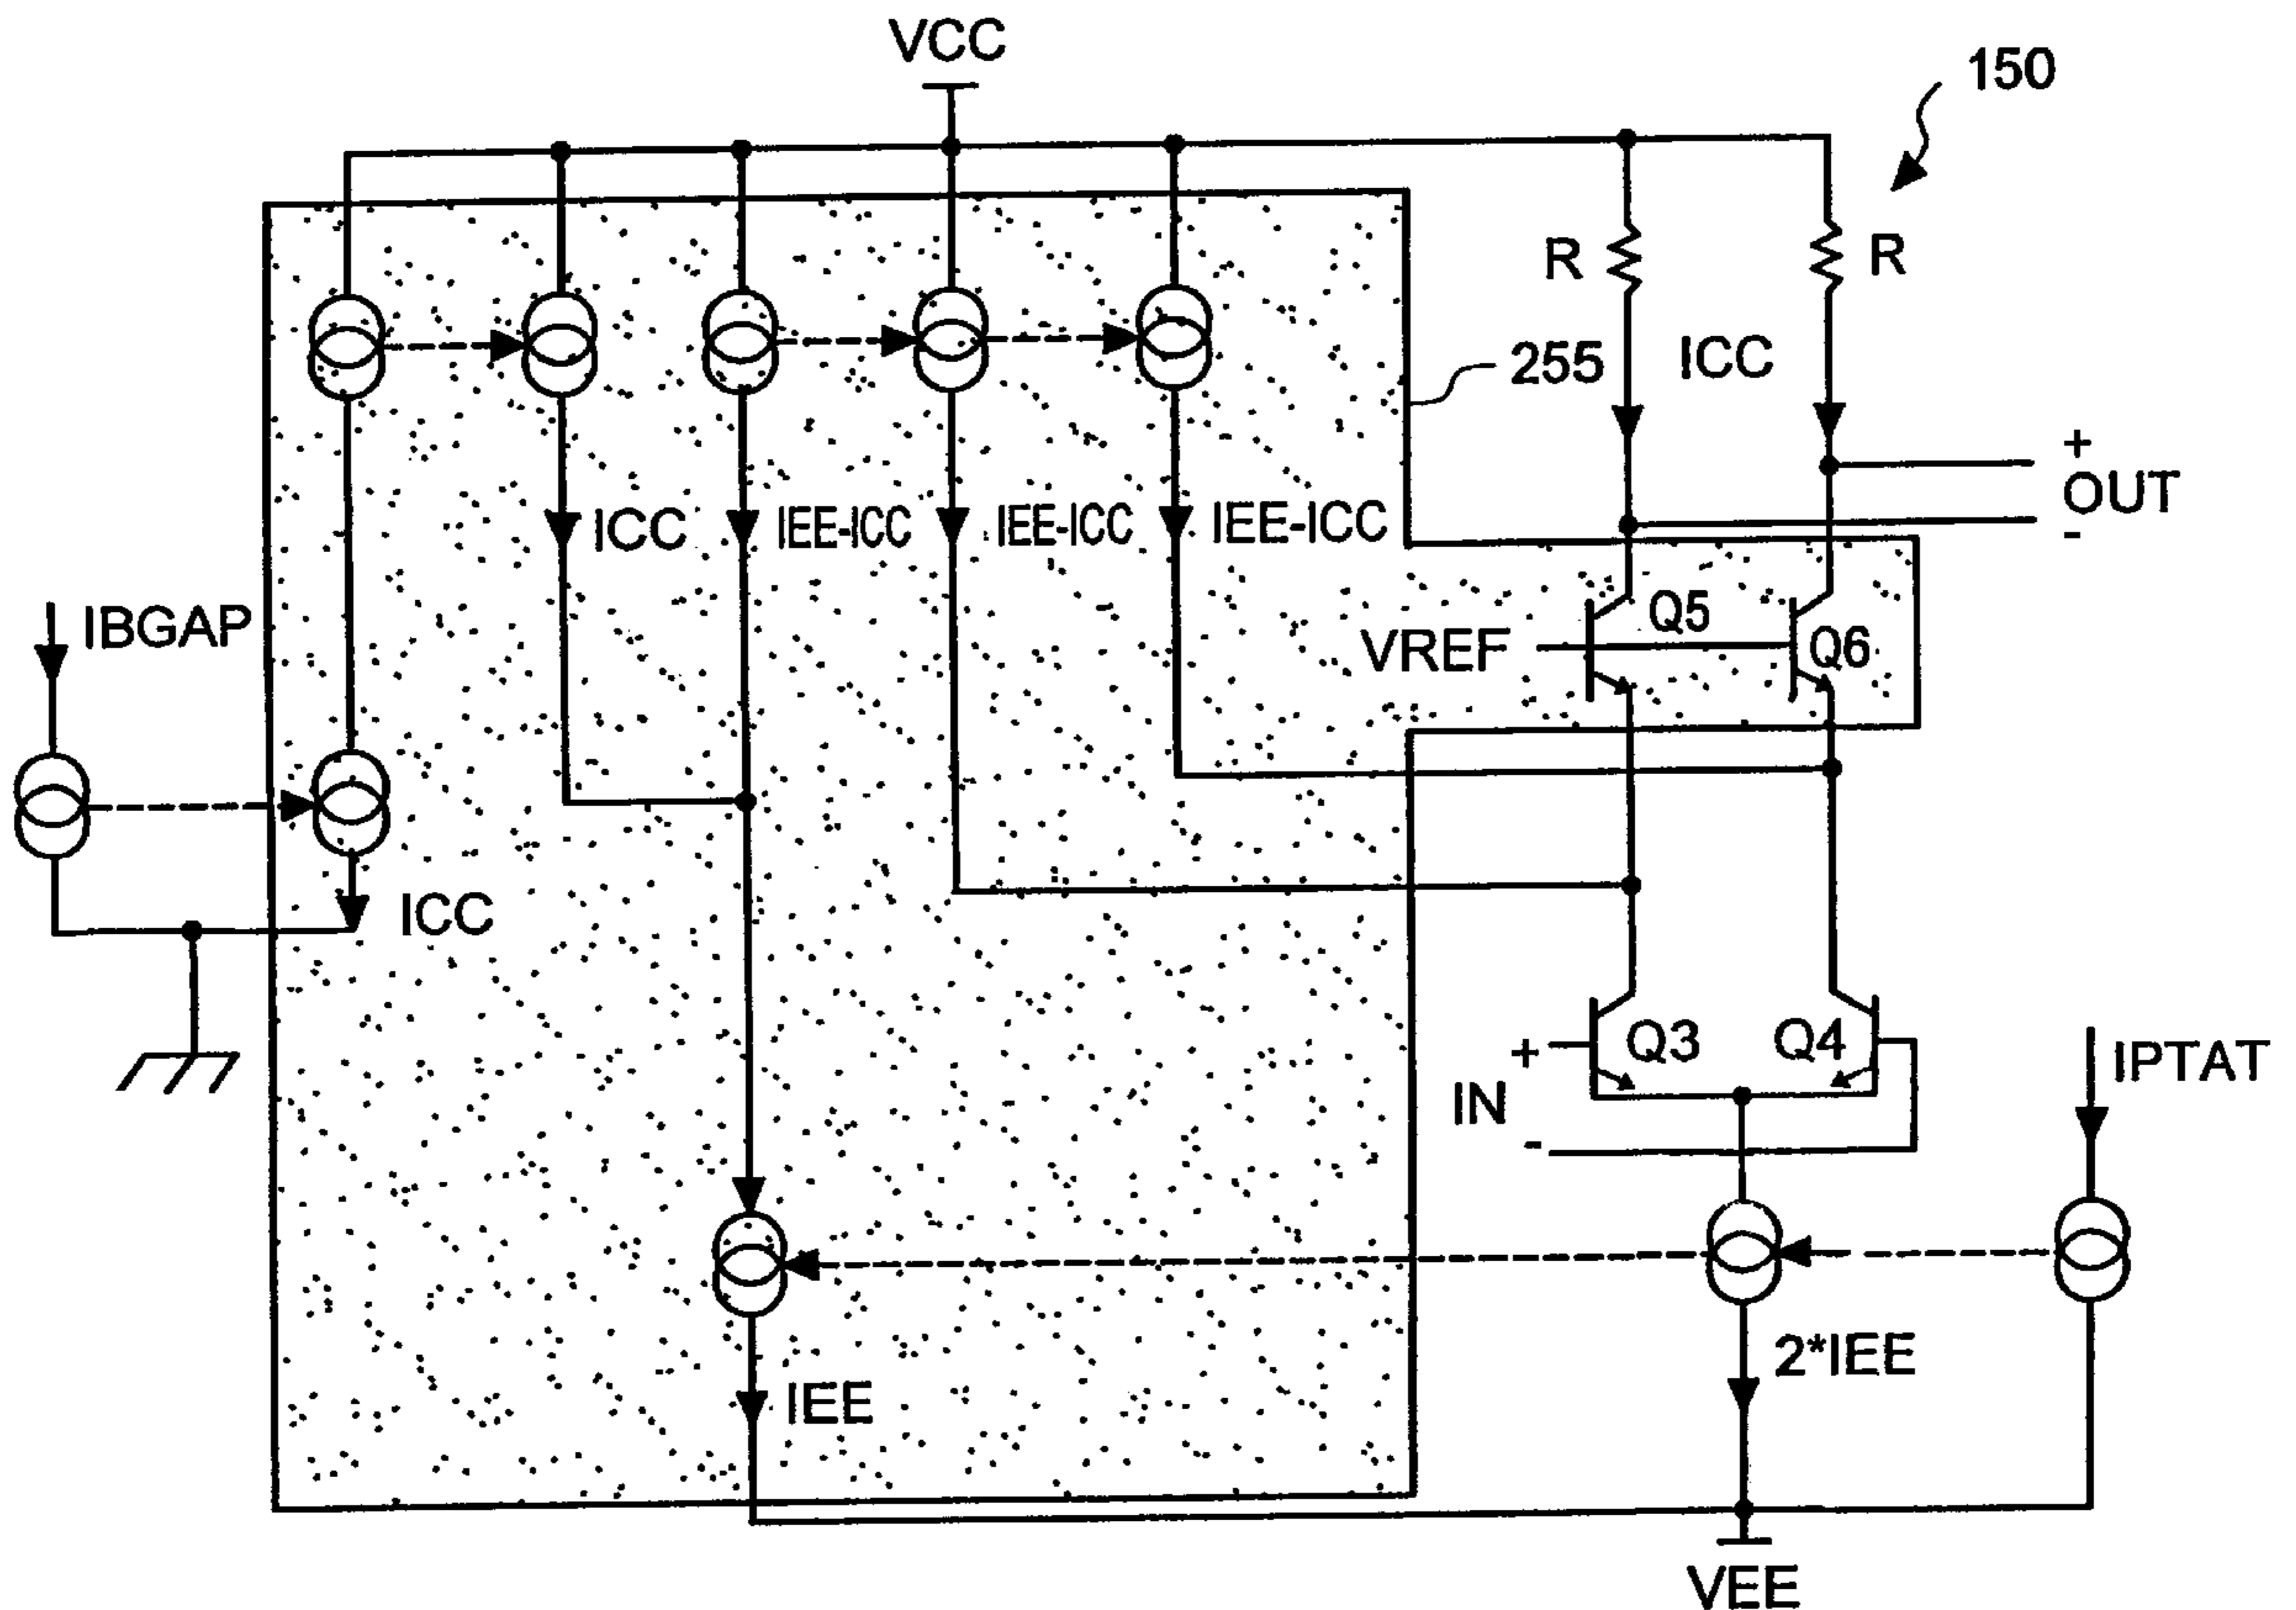 VCC
150
R
R
ICC
255
+
OUT
-
ICC
IEE-ICC
IEE-ICC
IEE-ICC
IBGAP
Q5
VREF
Q6
ICC
Q3
Q4
+
IN
-
IPTAT
2*IEE
IEE
VEE